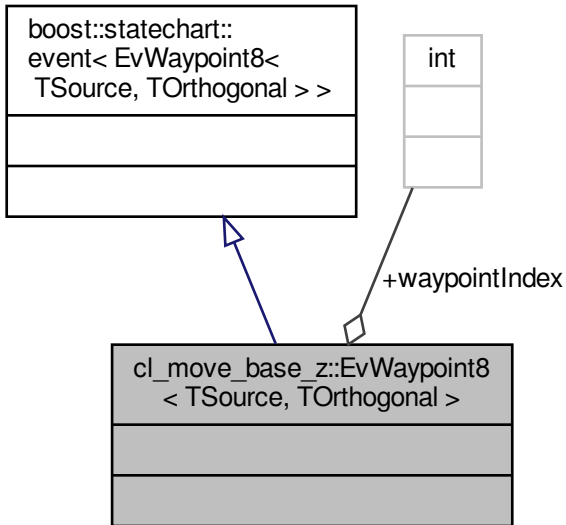 boost::statechart::
event< EvWaypoint8<
TSource, TOrthogonal > >
int
+waypointIndex
cl_move_base_z::EvWaypoint8
< TSource, TOrthogonal >